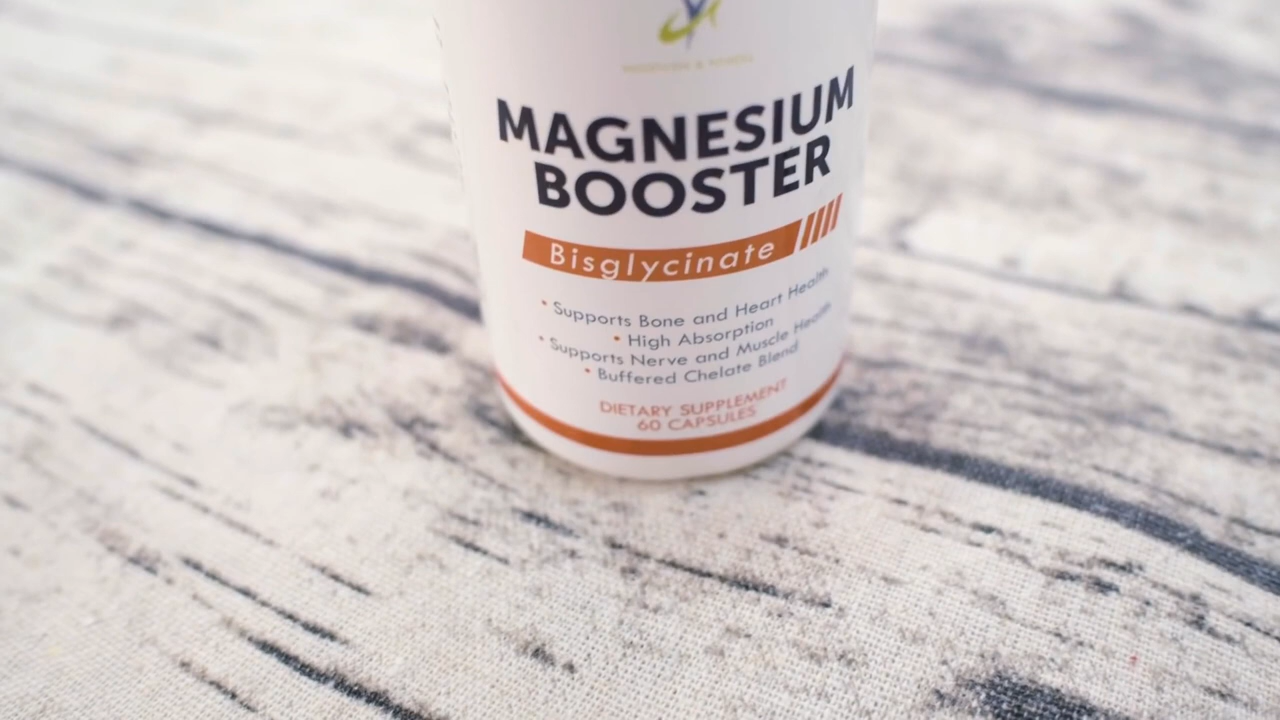 MAGNESIUM
BOOSTER
Bisglycinate
• Supports Bone and Heart Health
• High Absorption
• Supports Nerve and Muscle Health
• Buffered Chelate Blend
DIETARY SUPPLEMENT
60 CAPSULES